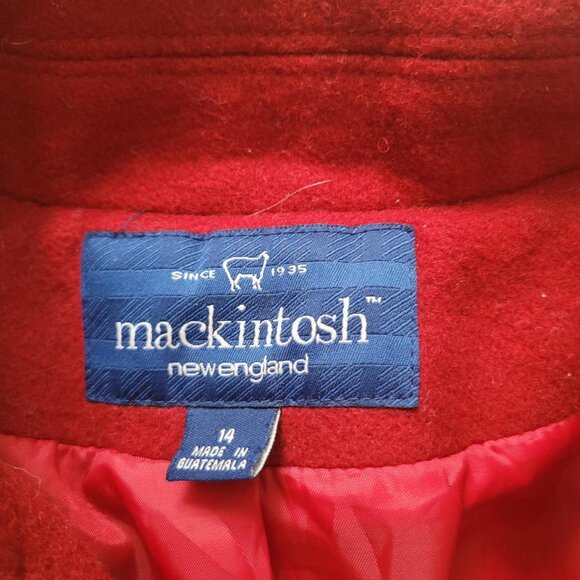 SINCE 1935
mackintosh™
newengland
14
MADE IN
GUATEMALA